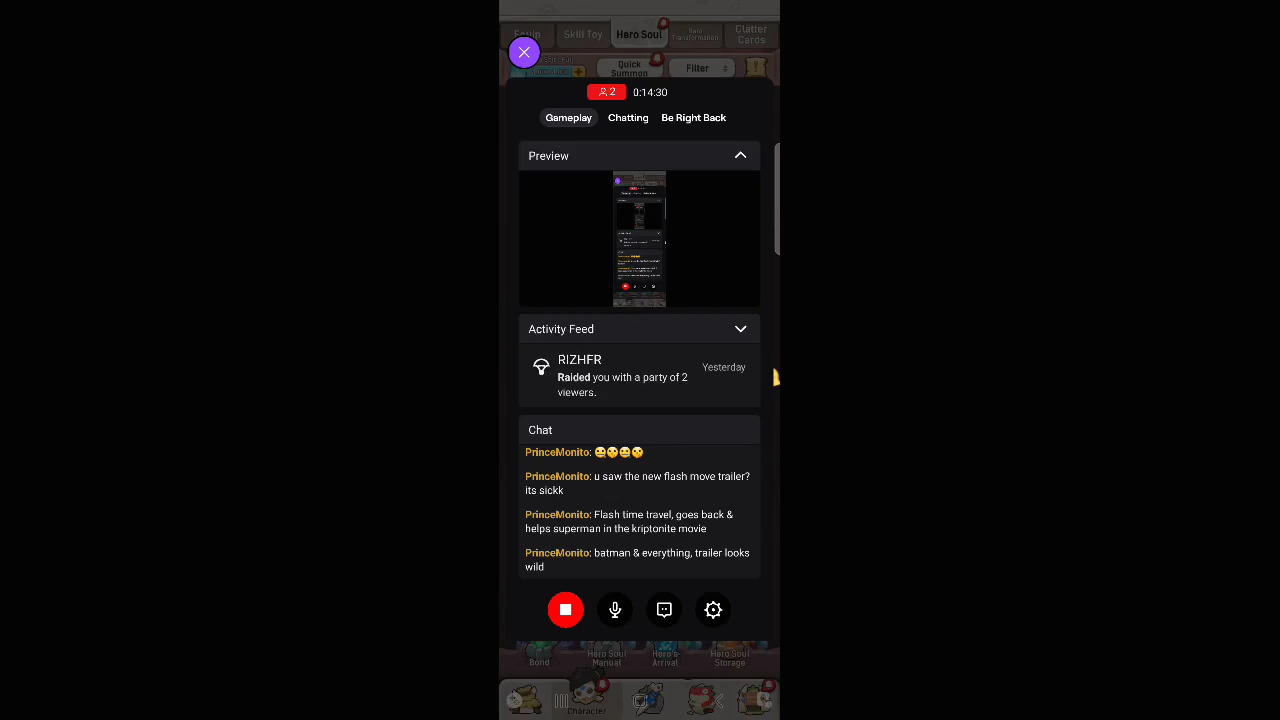 Equip
Skill Toy
Hero Soul
Hero Transformation
Clatter Cards
Quick Summon
Filter
2
0:14:30
Gameplay
Chatting
Be Right Back
Preview
Activity Feed
RIZHFR
Raided you with a party of 2
viewers.
Yesterday
Chat
PrinceMonito: 😆🤫😆🤫
PrinceMonito: u saw the new flash move trailer?
its sickk
PrinceMonito: Flash time travel, goes back &
helps superman in the kriptonite movie
PrinceMonito: batman & everything, trailer looks
wild
Bond
Hero Soul Manual
Hero's Arrival
Hero Soul Storage
Character